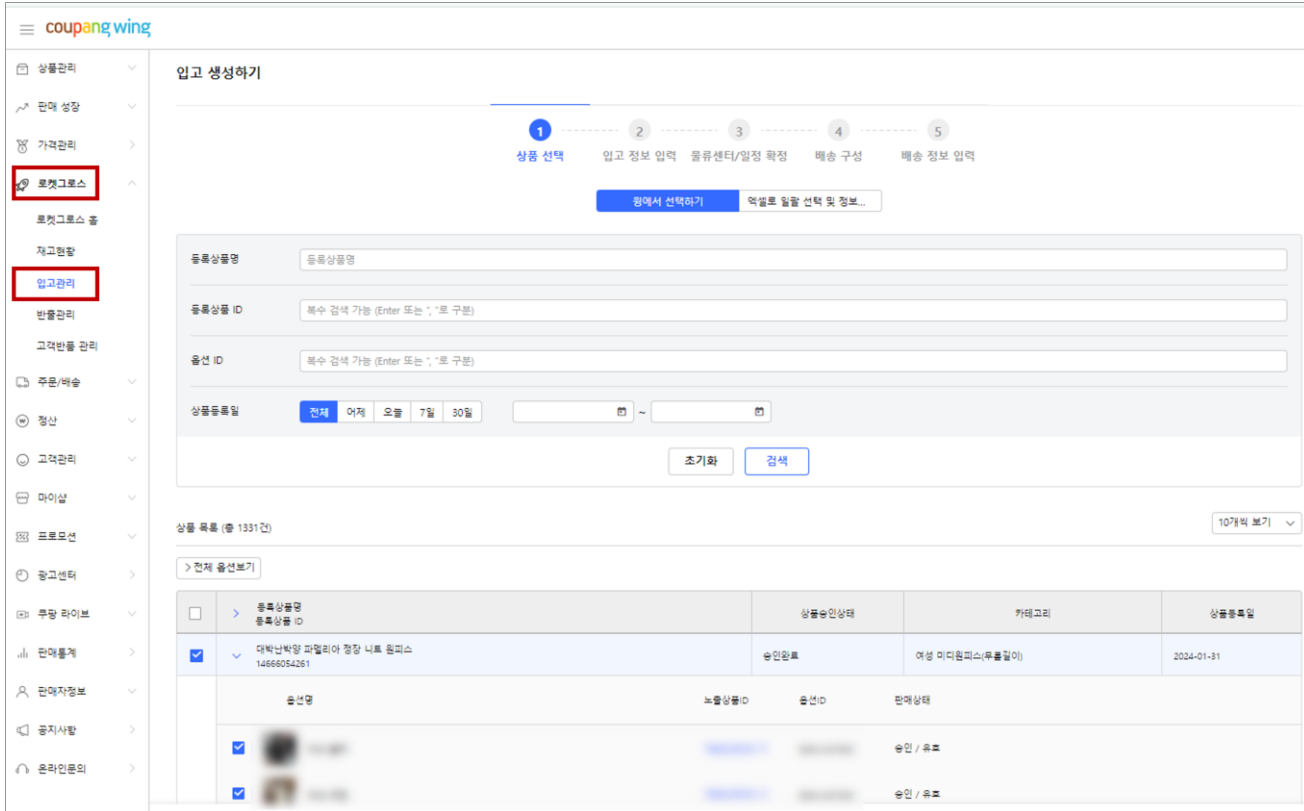 coupang wing
상품관리
판매 성장
가격관리
로켓그로스
로켓그로스 홈
재고현황
입고관리
반출관리
고객반품 관리
주문/배송
정산
고객관리
마이샵
프로모션
광고센터
쿠팡 라이브
판매통계
판매자정보
공지사항
온라인문의
입고 생성하기
1 2 3 4 5
상품 선택 입고 정보 입력 물류센터/일정 확정 배송 구성 배송 정보 입력
윙에서 선택하기 엑셀로 일괄 선택 및 정보...
등록상품명 등록상품명
등록상품 ID 복수 검색 가능 (Enter 또는 ", "로 구분)
옵션 ID 복수 검색 가능 (Enter 또는 ", "로 구분)
상품등록일 전체 어제 오늘 7일 30일 ~
초기화 검색
상품 목록 (총 1331건) 10개씩 보기
>전체 옵션보기
등록상품명
등록상품 ID
상품승인상태 카테고리 상품등록일
대박난박양 파멜리아 정장 니트 원피스
14666054261
승인완료 여성 미디원피스(무릎길이) 2024-01-31
옵션명 노출상품ID 옵션ID 판매상태
승인 / 유효
승인 / 유효